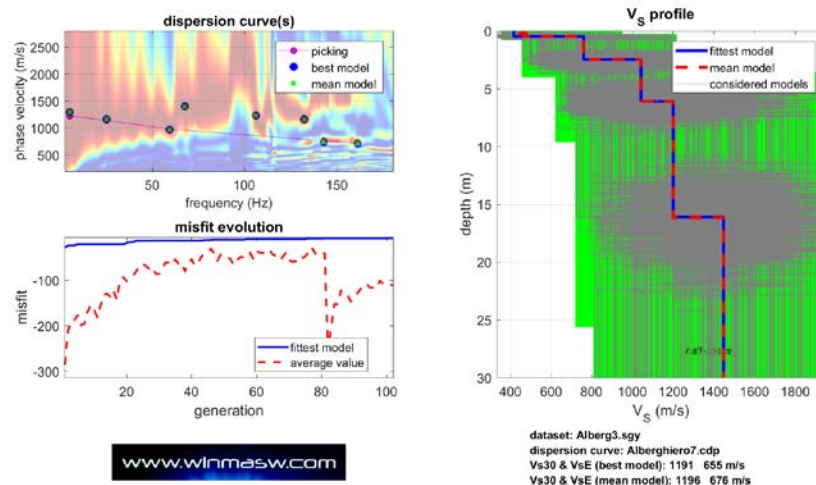 dispersion curve(s)
2500
2000
1500
1000
500
phase velocity (m/s)
50
100
150
frequency (Hz)
picking
best model
mean model
misfit evolution
-100
-200
-300
misfit
20
40
60
80
100
generation
fittest model
average value
www.winmasw.com
V_S profile
0
5
10
15
20
25
30
depth (m)
400
600
800
1000
1200
1400
1600
1800
V_S (m/s)
fittest model
mean model
considered models
dataset: Alberg3.sgy
dispersion curve: Alberghiero7.cdp
Vs30 & VsE (best model): 1191 655 m/s
Vs30 & VsE (mean model): 1196 676 m/s